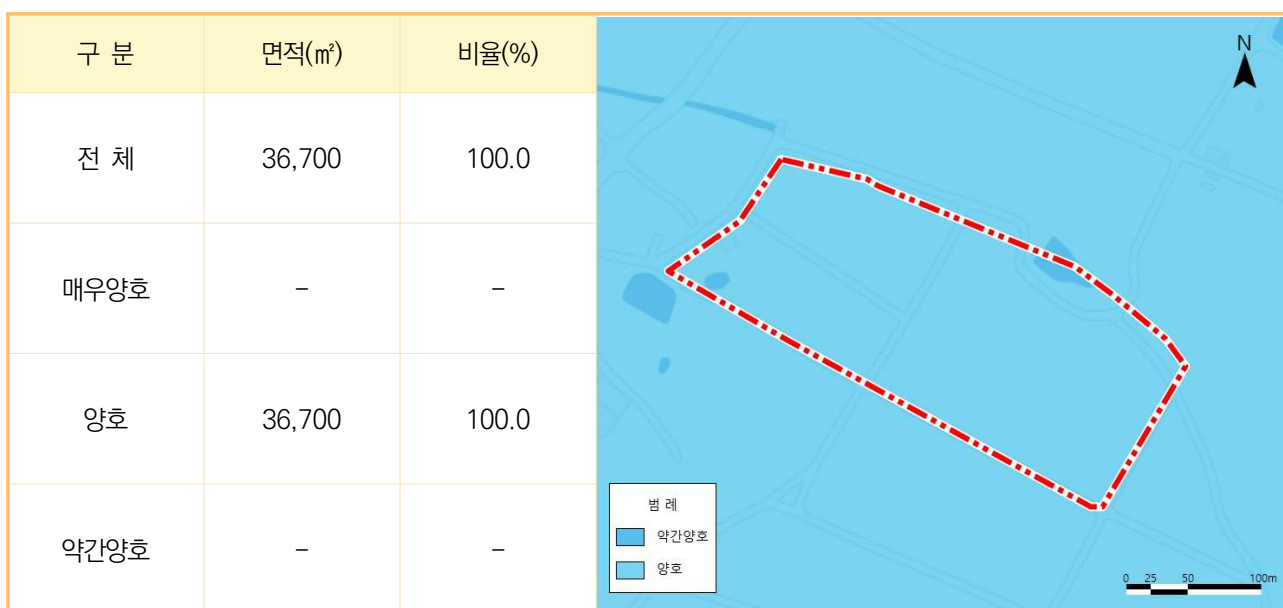 구 분 면적(㎡) 비율(%)
전 체 36,700 100.0
매우양호 - -
양호 36,700 100.0
약간양호 - -
N
범 례
약간양호
양호
0 25 50 100m